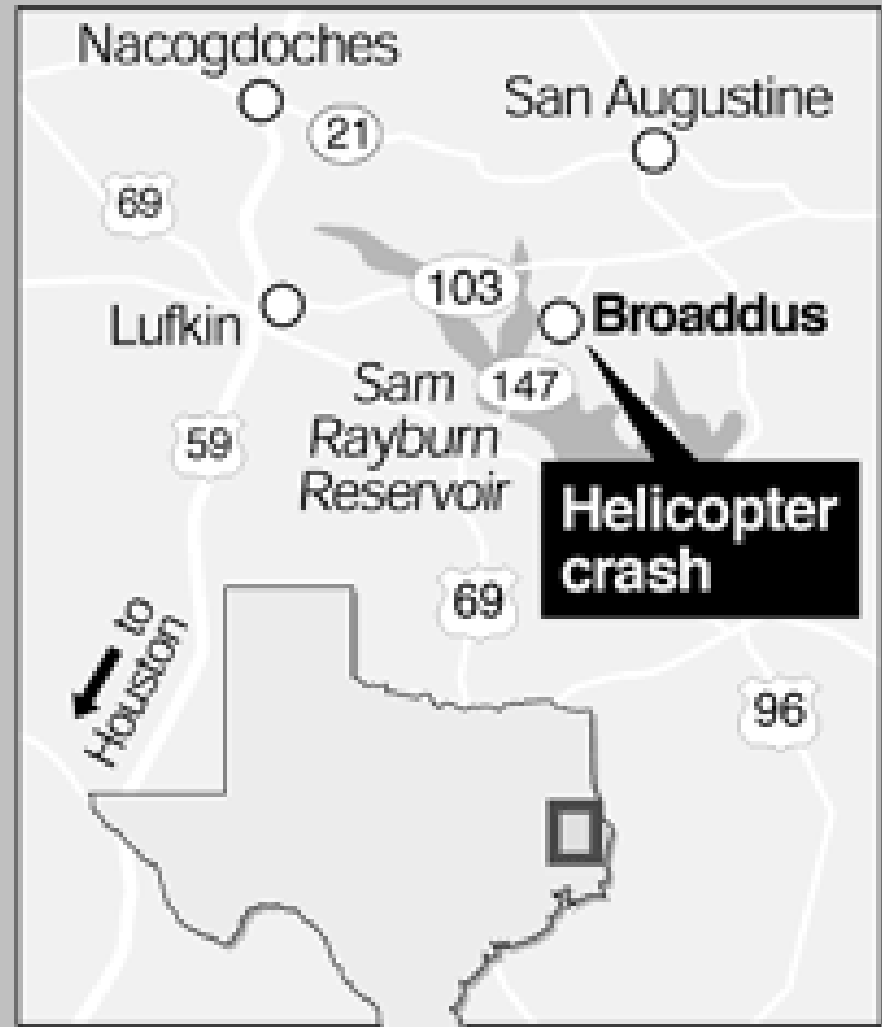 Nacogdoches
San Augustine
21
69
103
Lufkin
Broaddus
Sam
Rayburn
Reservoir
147
59
Helicopter
crash
69
to
Houston
96